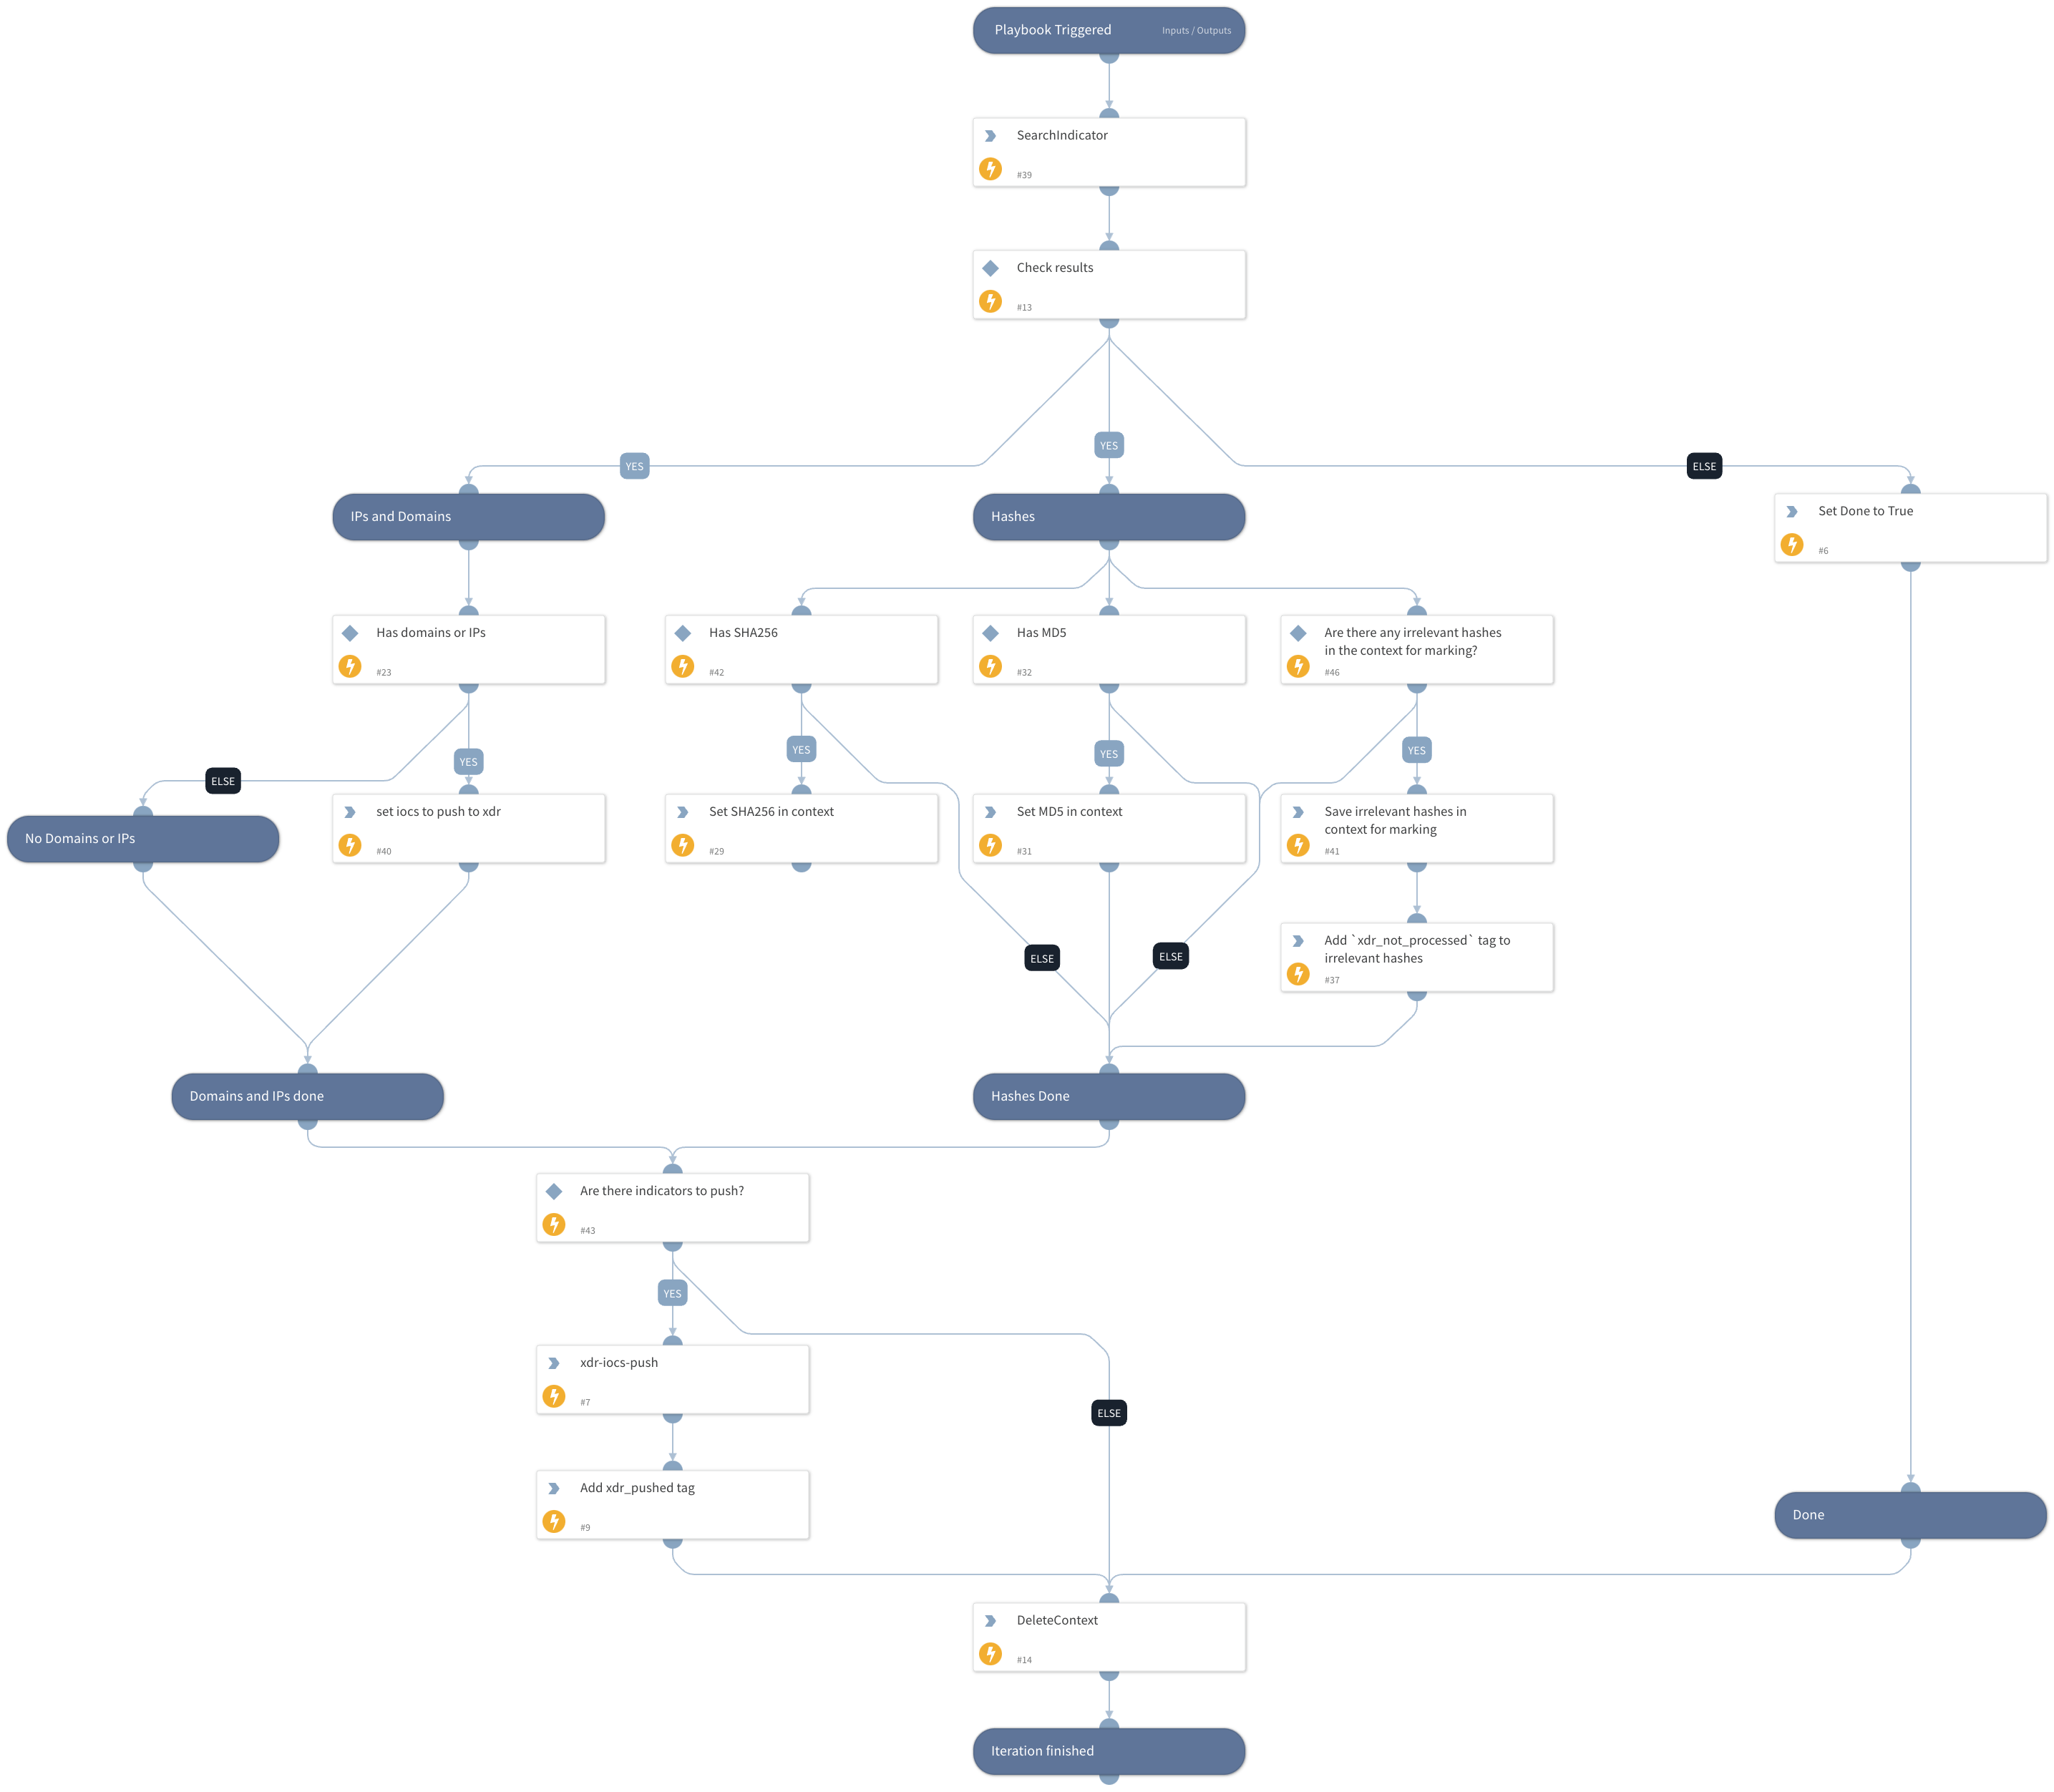 Playbook Triggered Inputs / Outputs
SearchIndicator
#39
Check results
#13
YES
YES
ELSE
IPs and Domains
Hashes
Set Done to True
#6
Has domains or IPs
#23
Has SHA256
#42
Has MD5
#32
Are there any irrelevant hashes
in the context for marking?
#46
ELSE
YES
YES
YES
YES
No Domains or IPs
set iocs to push to xdr
#40
Set SHA256 in context
#29
Set MD5 in context
#31
Save irrelevant hashes in
context for marking
#41
ELSE
ELSE
Add `xdr_not_processed` tag to
irrelevant hashes
#37
Domains and IPs done
Hashes Done
Are there indicators to push?
#43
YES
xdr-iocs-push
#7
ELSE
Add xdr_pushed tag
#9
Done
DeleteContext
#14
Iteration finished